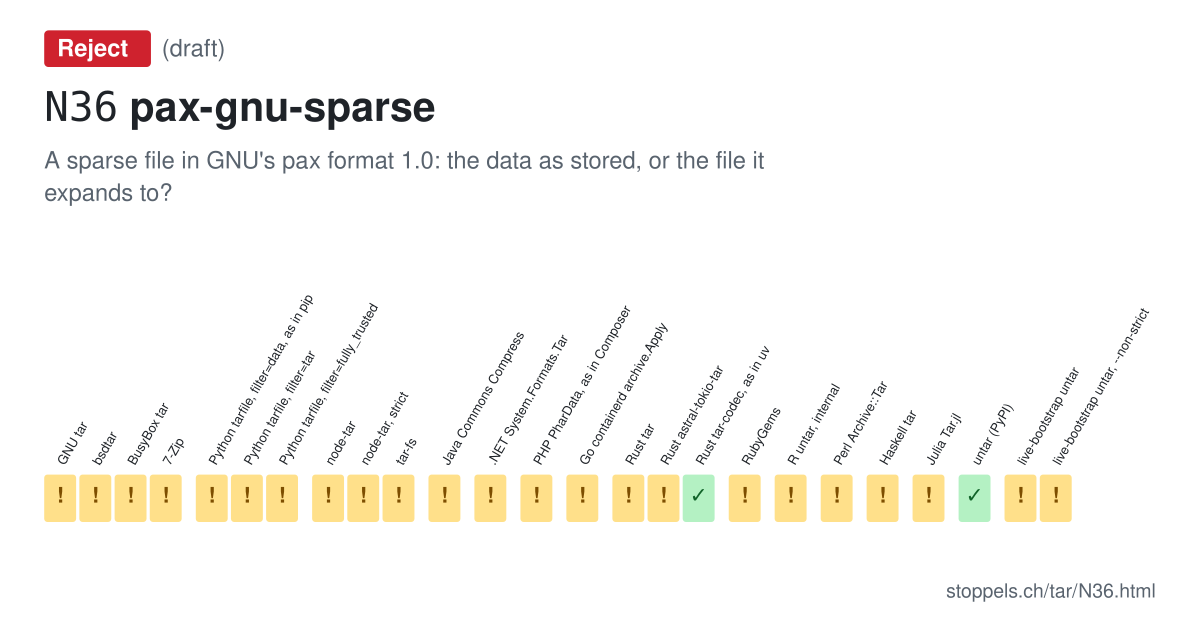 Reject (draft)
N36 pax-gnu-sparse
A sparse file in GNU's pax format 1.0: the data as stored, or the file it
expands to?
GNU tar
bsdtar
BusyBox tar
7-Zip
Python tarfile, filter=data, as in pip
Python tarfile, filter=tar
Python tarfile, filter=fully_trusted
node-tar
node-tar, strict
tar-fs
Java Commons Compress
.NET System.Formats.Tar
PHP PharData, as in Composer
Go containerd archive.Apply
Rust tar
Rust astral-tokio-tar
Rust tar-codec, as in uv
RubyGems
R untar, internal
Perl Archive::Tar
Haskell tar
Julia Tar.jl
untar (PyPI)
live-bootstrap untar
live-bootstrap untar, --non-strict
! ! ! ! ! ! ! ! ! ! ! ! ! ! ! ! ✓ ! ! ! ! ! ✓ ! !
stoppels.ch/tar/N36.html